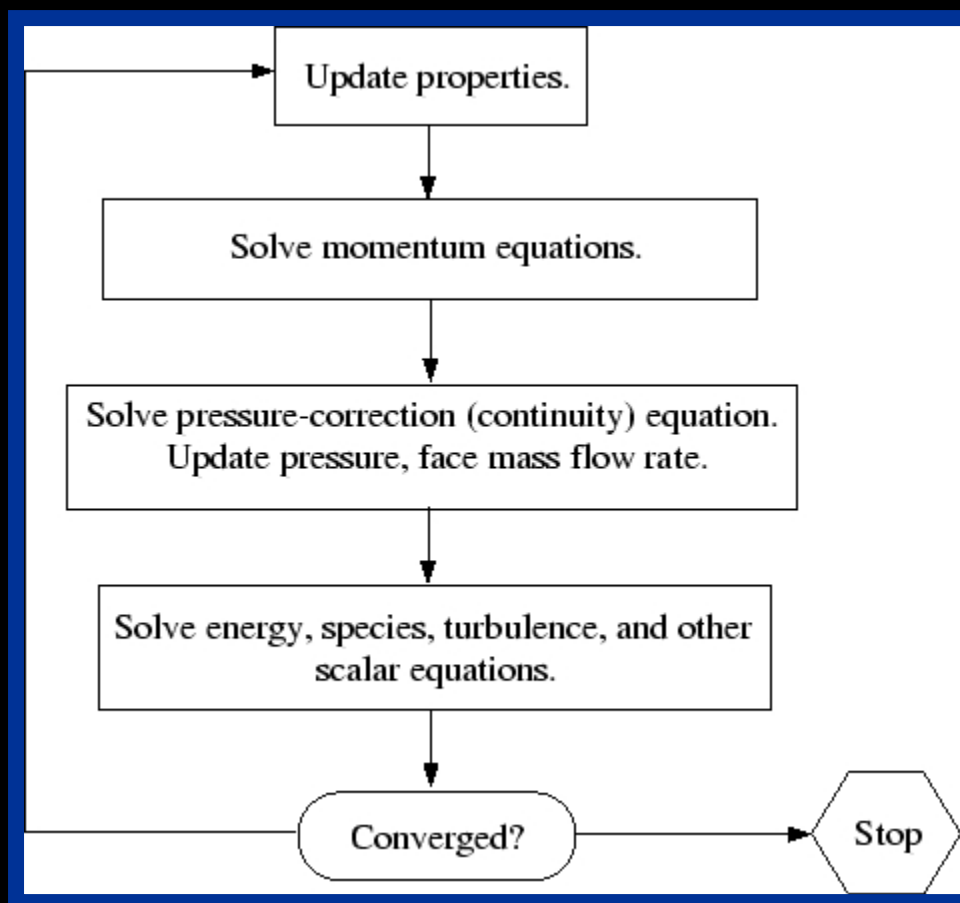 Update properties.
Solve momentum equations.
Solve pressure-correction (continuity) equation.
Update pressure, face mass flow rate.
Solve energy, species, turbulence, and other
scalar equations.
Converged?
Stop